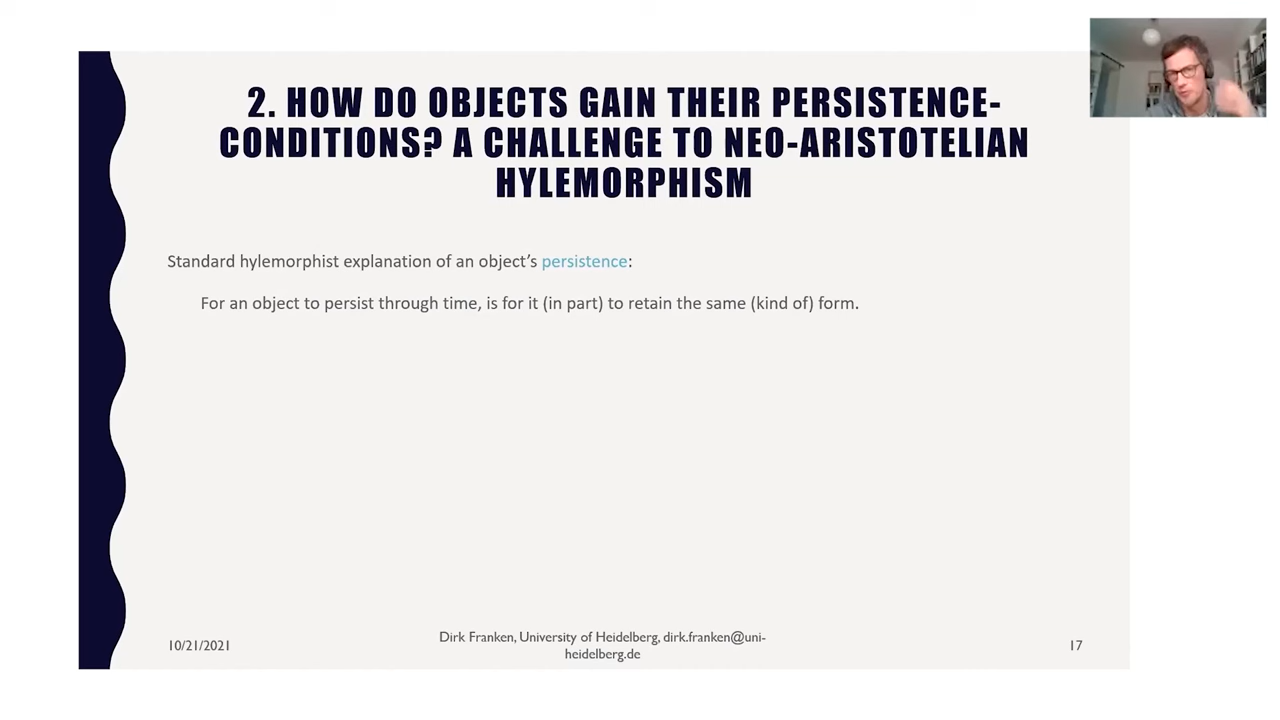 2. HOW DO OBJECTS GAIN THEIR PERSISTENCE-
CONDITIONS? A CHALLENGE TO NEO-ARISTOTELIAN
HYLEMORPHISM
Standard hylemorphist explanation of an object’s persistence:
For an object to persist through time, is for it (in part) to retain the same (kind of) form.
10/21/2021
Dirk Franken, University of Heidelberg, dirk.franken@uni-
heidelberg.de
17